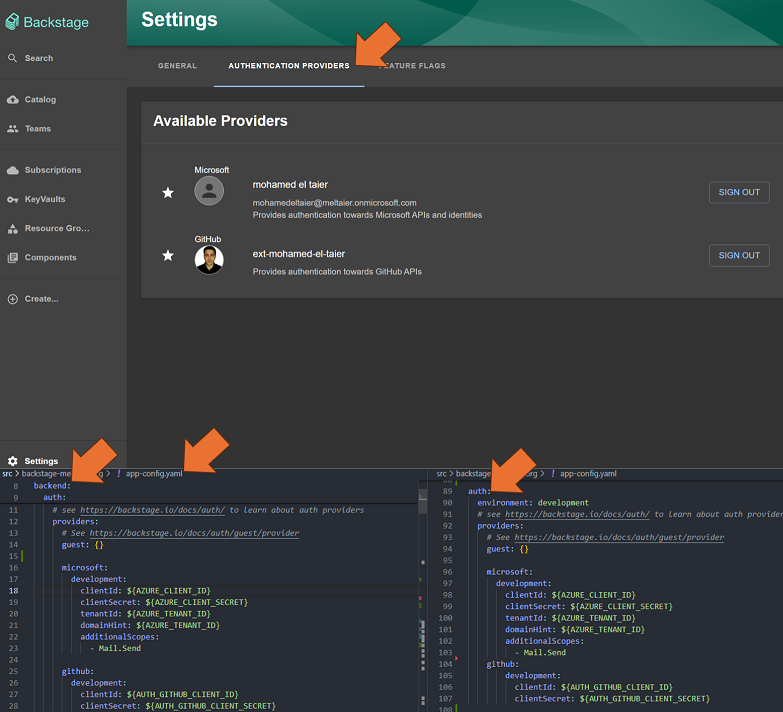 Backstage
Search
Catalog
Teams
Subscriptions
KeyVaults
Resource Gro...
Components
Create...
Settings
Settings
GENERAL
AUTHENTICATION PROVIDERS
FLAGS
Available Providers
Microsoft
mohamed el taier
mohamedeltaier@meltaier.onmicrosoft.com
Provides authentication towards Microsoft APIs and identities
SIGN OUT
GitHub
ext-mohamed-el-taier
Provides authentication towards GitHub APIs
SIGN OUT
src > > ! app-config.yaml
8 backend:
9 auth:
11 # see https://backstage.io/docs/auth/ to learn about auth providers
12 providers:
13 # See https://backstage.io/docs/auth/guest/provider
14 guest: {}
15
16 microsoft:
17 development:
18 clientId: ${AZURE_CLIENT_ID}
19 clientSecret: ${AZURE_CLIENT_SECRET}
20 tenantId: ${AZURE_TENANT_ID}
21 domainHint: ${AZURE_TENANT_ID}
22 additionalScopes:
23 - Mail.Send
24
25 github:
26 development:
27 clientId: ${AUTH_GITHUB_CLIENT_ID}
28 clientSecret: ${AUTH_GITHUB_CLIENT_SECRET}
src > > ! app-config.yaml
89 auth:
90 environment: development
91 # see https://backstage.io/docs/auth/ to learn about auth
92 providers:
93 # See https://backstage.io/docs/auth/guest/provider
94 guest: {}
95
96 microsoft:
97 development:
98 clientId: ${AZURE_CLIENT_ID}
99 clientSecret: ${AZURE_CLIENT_SECRET}
100 tenantId: ${AZURE_TENANT_ID}
101 domainHint: ${AZURE_TENANT_ID}
102 additionalScopes:
103 - Mail.Send
104 github:
105 development:
106 clientId: ${AUTH_GITHUB_CLIENT_ID}
107 clientSecret: ${AUTH_GITHUB_CLIENT_SECRET}
108